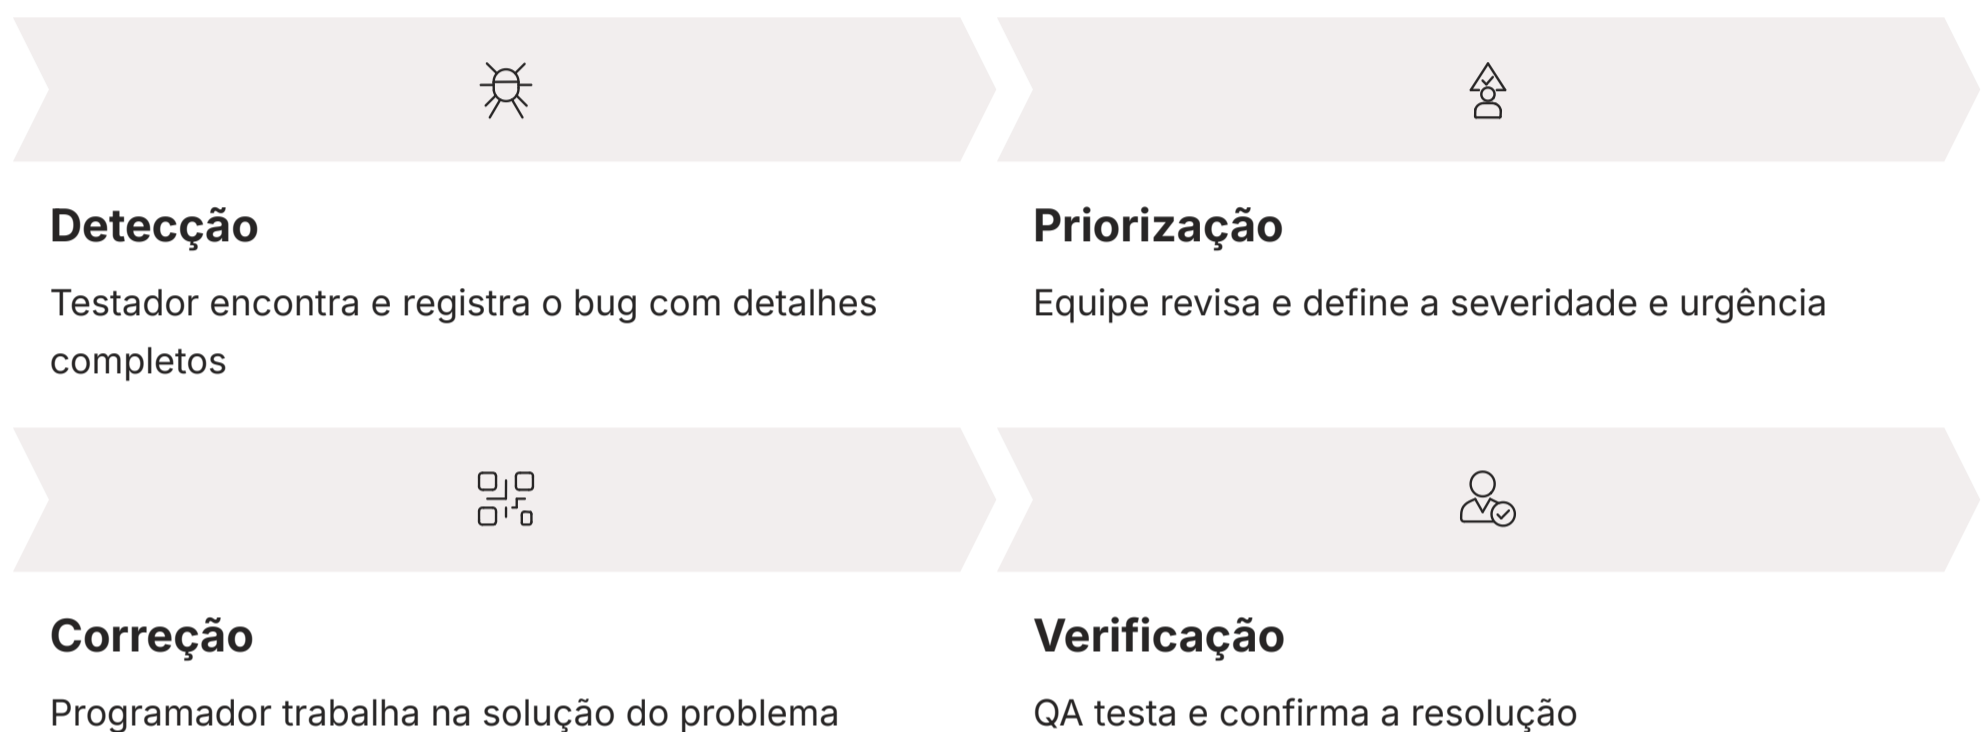 Detecção
Testador encontra e registra o bug com detalhes
completos
Priorização
Equipe revisa e define a severidade e urgência
Correção
Programador trabalha na solução do problema
Verificação
QA testa e confirma a resolução